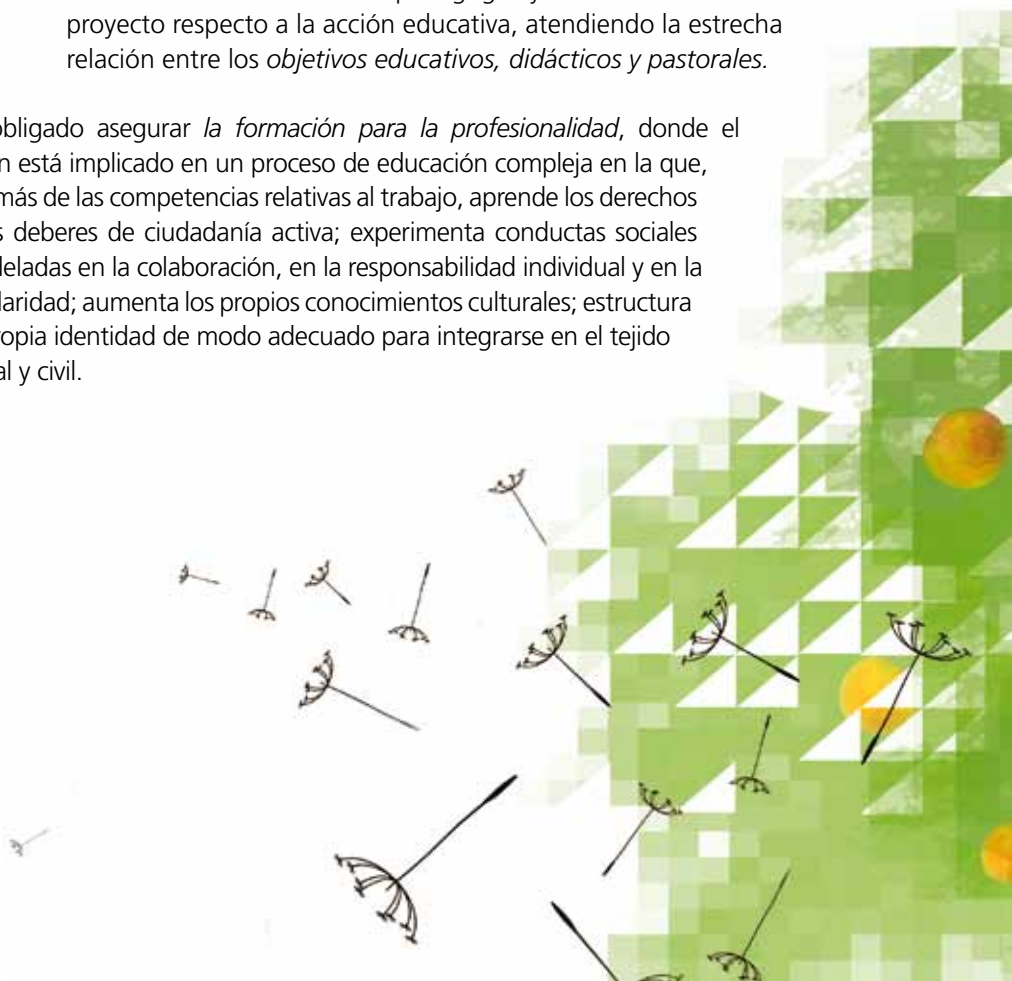 proyecto respecto a la acción educativa, atendiendo la estrecha
relación entre los objetivos educativos, didácticos y pastorales.
obligado asegurar la formación para la profesionalidad, donde el
está implicado en un proceso de educación compleja en la que,
más de las competencias relativas al trabajo, aprende los derechos
deberes de ciudadanía activa; experimenta conductas sociales
en la colaboración, en la responsabilidad individual y en la
aumenta los propios conocimientos culturales; estructura
identidad de modo adecuado para integrarse en el tejido
y civil.